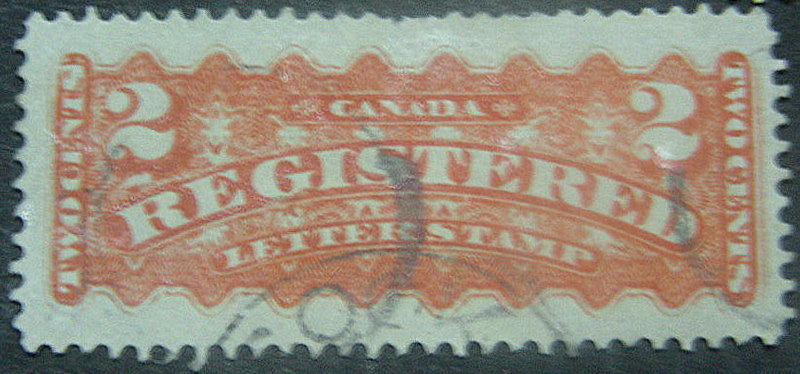 TWO CENTS
2
CANADA
2
REGISTERED
LETTER STAMP
TWO CENTS